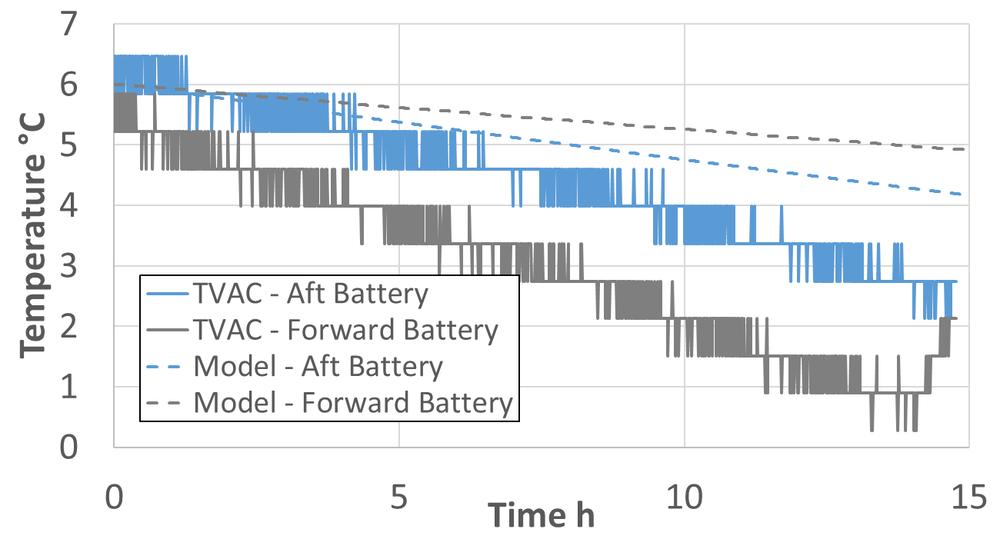 7
6
5
4
3
2
1
0
Temperature °C
TVAC - Aft Battery
TVAC - Forward Battery
Model - Aft Battery
Model - Forward Battery
0 5 10 15
Time h